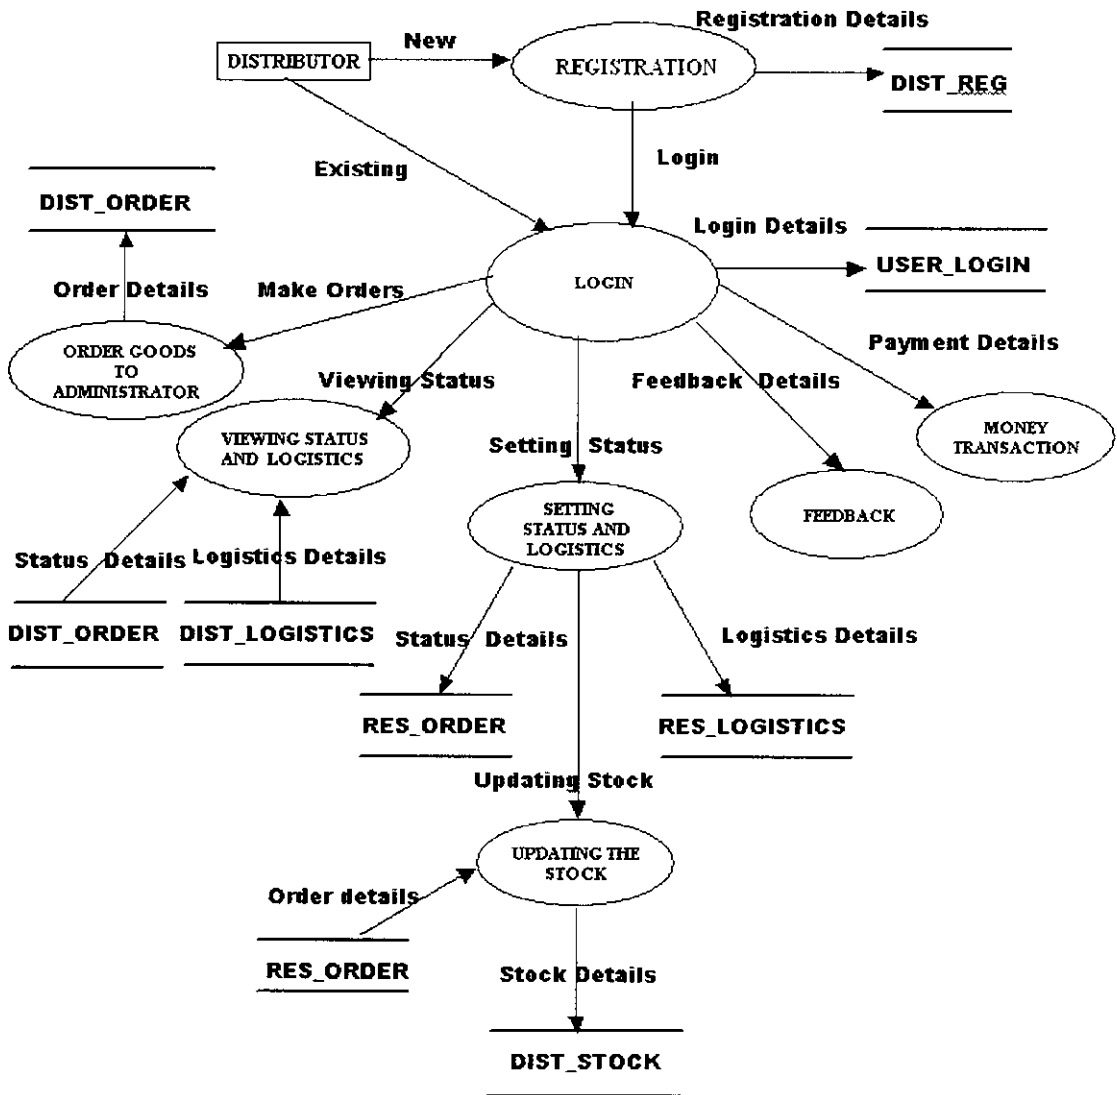 Registration Details
New
DISTRIBUTOR
REGISTRATION
DIST_REG
Existing
Login
DIST_ORDER
Login Details
USER_LOGIN
LOGIN
Order Details
Make Orders
ORDER GOODS
TO
ADMINISTRATOR
Viewing Status
Feedback Details
Payment Details
VIEWING STATUS
AND LOGISTICS
Setting Status
MONEY
TRANSACTION
SETTING
STATUS AND
LOGISTICS
FEEDBACK
Status Details
Logistics Details
DIST_ORDER
DIST_LOGISTICS
Status Details
Logistics Details
RES_ORDER
RES_LOGISTICS
Updating Stock
UPDATING THE
STOCK
Order details
RES_ORDER
Stock Details
DIST_STOCK